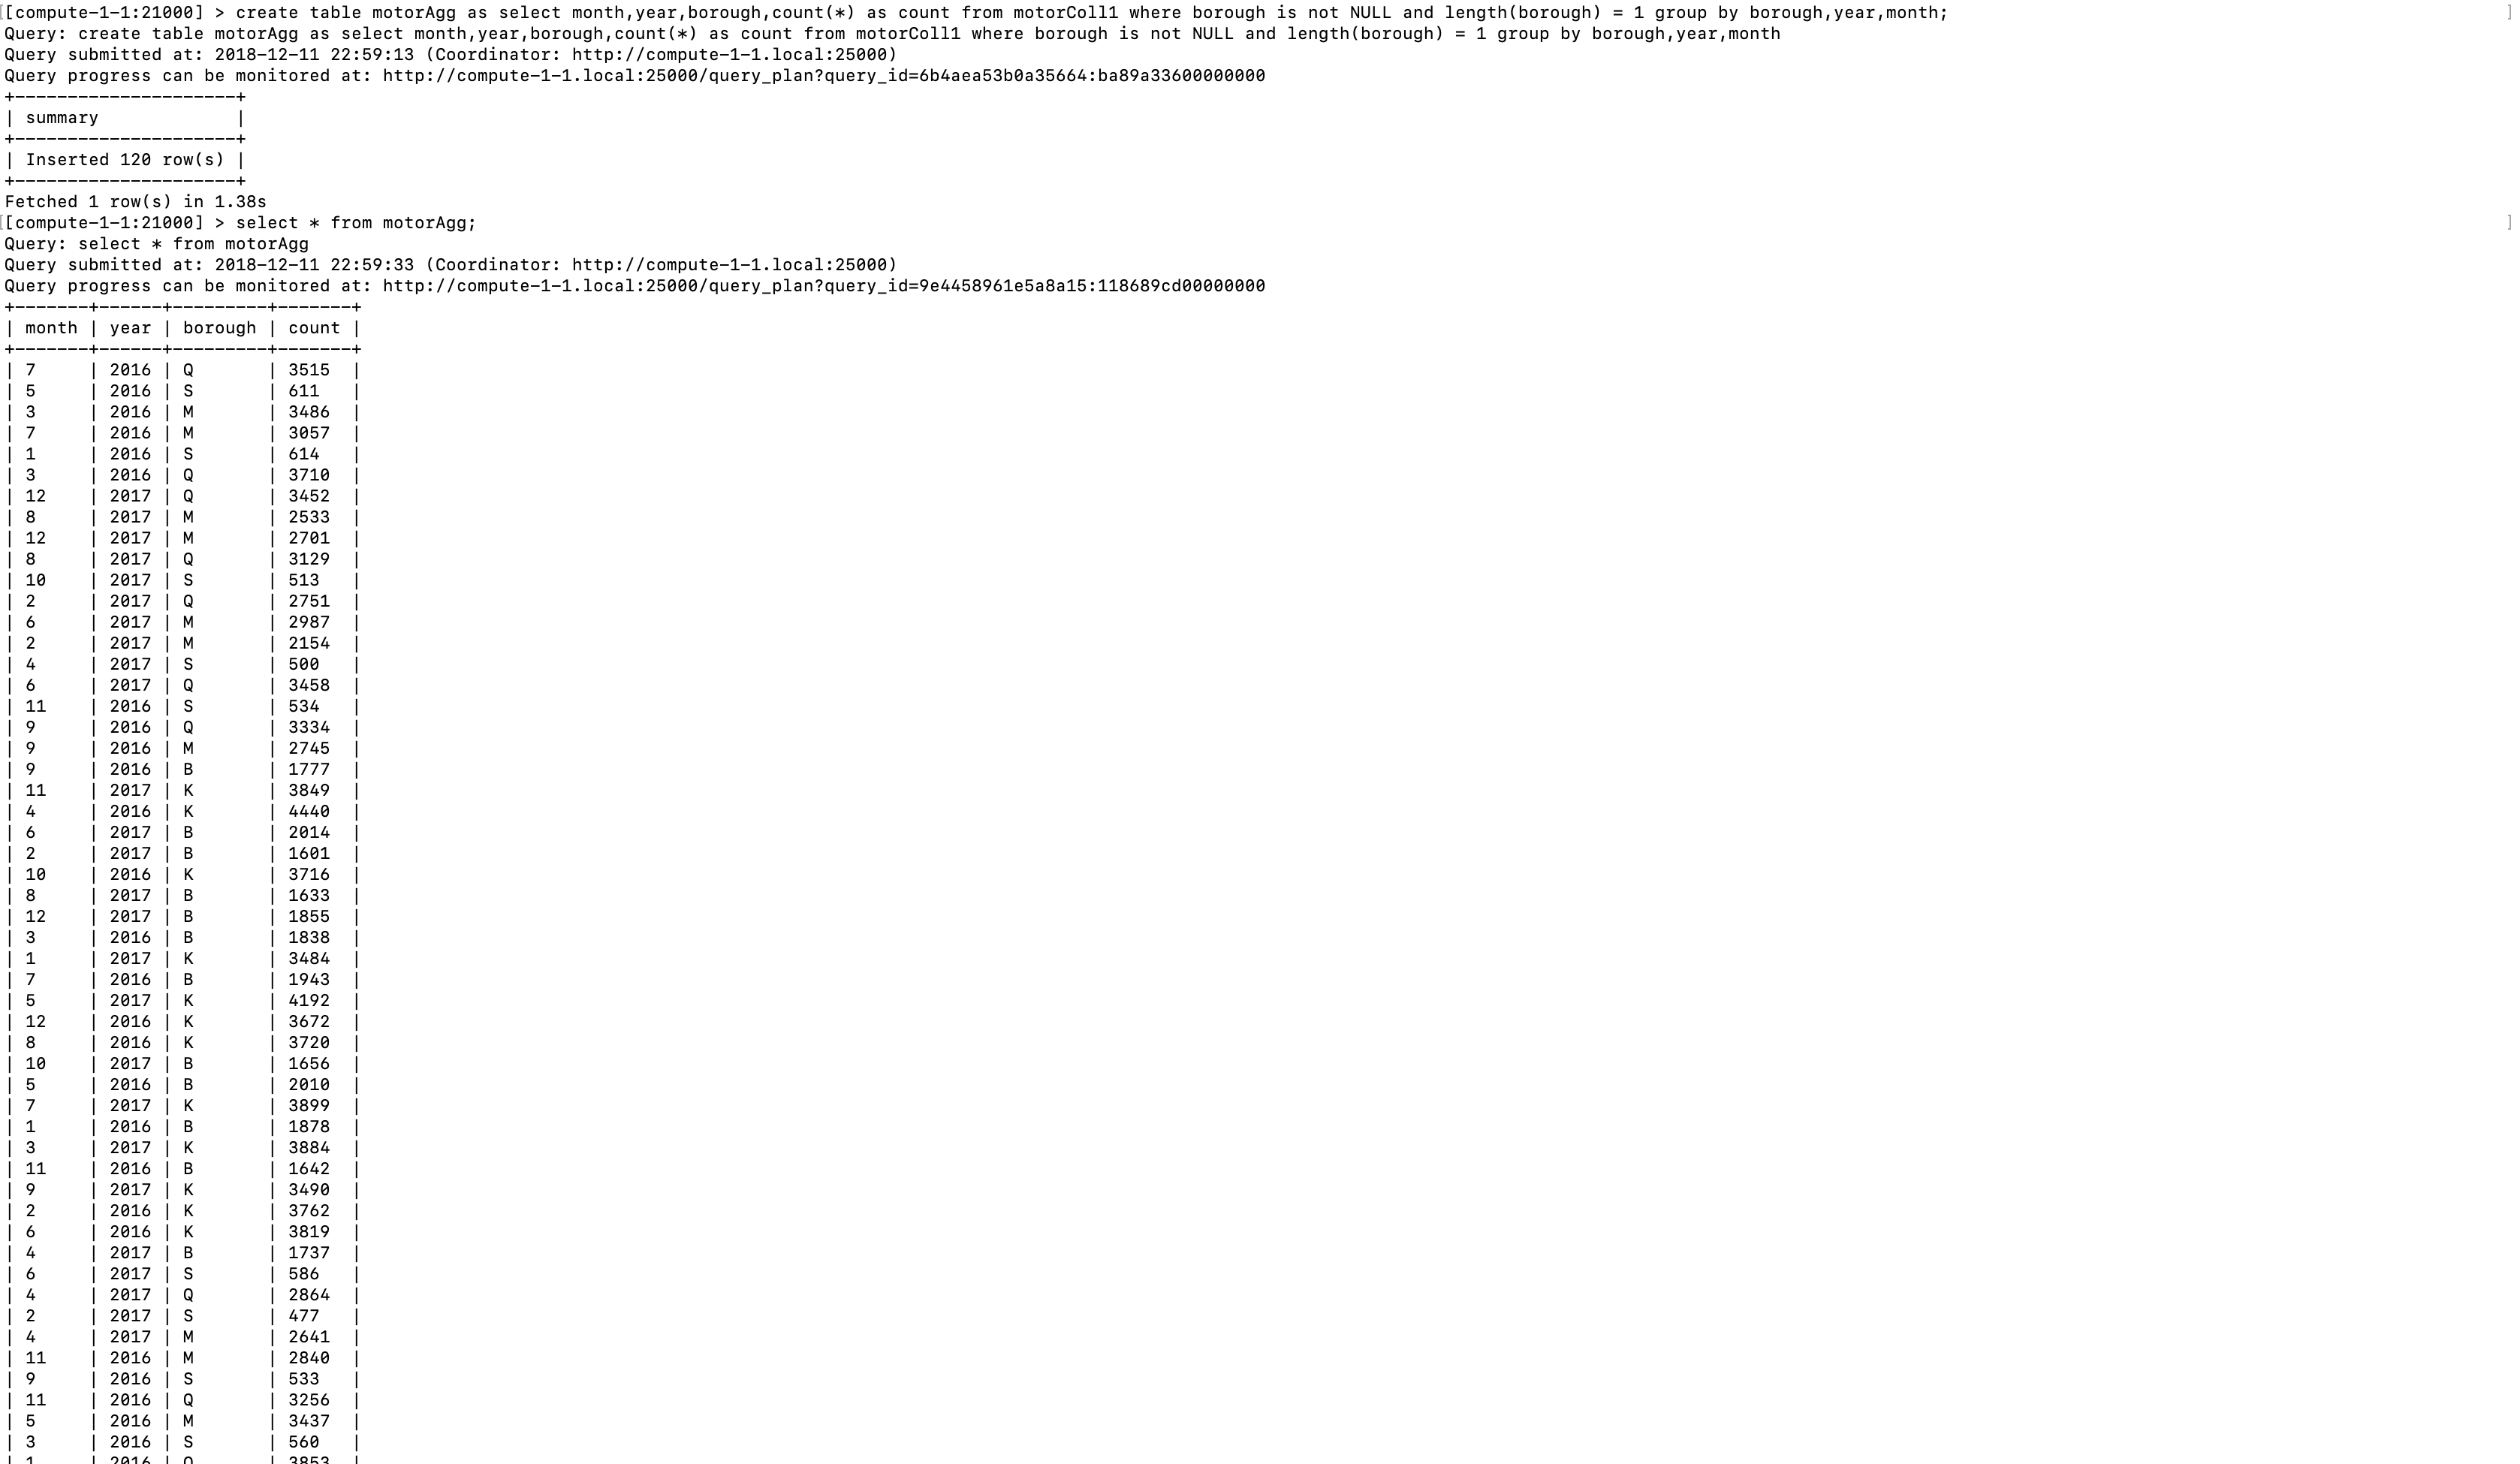 [[compute-1-1:21000] > create table motorAgg as select month,year,borough,count(*) as count from motorColl1 where borough is not NULL and length(borough) = 1 group by borough,year,month; ]
Query: create table motorAgg as select month,year,borough,count(*) as count from motorColl1 where borough is not NULL and length(borough) = 1 group by borough,year,month
Query submitted at: 2018-12-11 22:59:13 (Coordinator: http://compute-1-1.local:25000)
Query progress can be monitored at: http://compute-1-1.local:25000/query_plan?query_id=6b4aea53b0a35664:ba89a33600000000
+---------------------+
| summary             |
+---------------------+
| Inserted 120 row(s) |
+---------------------+
Fetched 1 row(s) in 1.38s
[[compute-1-1:21000] > select * from motorAgg; ]
Query: select * from motorAgg
Query submitted at: 2018-12-11 22:59:33 (Coordinator: http://compute-1-1.local:25000)
Query progress can be monitored at: http://compute-1-1.local:25000/query_plan?query_id=9e4458961e5a8a15:118689cd00000000
+-------+------+---------+-------+
| month | year | borough | count |
+-------+------+---------+-------+
| 7     | 2016 | Q       | 3515  |
| 5     | 2016 | S       | 611   |
| 3     | 2016 | M       | 3486  |
| 7     | 2016 | M       | 3057  |
| 1     | 2016 | S       | 614   |
| 3     | 2016 | Q       | 3710  |
| 12    | 2017 | Q       | 3452  |
| 8     | 2017 | M       | 2533  |
| 12    | 2017 | M       | 2701  |
| 8     | 2017 | Q       | 3129  |
| 10    | 2017 | S       | 513   |
| 2     | 2017 | Q       | 2751  |
| 6     | 2017 | M       | 2987  |
| 2     | 2017 | M       | 2154  |
| 4     | 2017 | S       | 500   |
| 6     | 2017 | Q       | 3458  |
| 11    | 2016 | S       | 534   |
| 9     | 2016 | Q       | 3334  |
| 9     | 2016 | M       | 2745  |
| 9     | 2016 | B       | 1777  |
| 11    | 2017 | K       | 3849  |
| 4     | 2016 | K       | 4440  |
| 6     | 2017 | B       | 2014  |
| 2     | 2017 | B       | 1601  |
| 10    | 2016 | K       | 3716  |
| 8     | 2017 | B       | 1633  |
| 12    | 2017 | B       | 1855  |
| 3     | 2016 | B       | 1838  |
| 1     | 2017 | K       | 3484  |
| 7     | 2016 | B       | 1943  |
| 5     | 2017 | K       | 4192  |
| 12    | 2016 | K       | 3672  |
| 8     | 2016 | K       | 3720  |
| 10    | 2017 | B       | 1656  |
| 5     | 2016 | B       | 2010  |
| 7     | 2017 | K       | 3899  |
| 1     | 2016 | B       | 1878  |
| 3     | 2017 | K       | 3884  |
| 11    | 2016 | B       | 1642  |
| 9     | 2017 | K       | 3490  |
| 2     | 2016 | K       | 3762  |
| 6     | 2016 | K       | 3819  |
| 4     | 2017 | B       | 1737  |
| 6     | 2017 | S       | 586   |
| 4     | 2017 | Q       | 2864  |
| 2     | 2017 | S       | 477   |
| 4     | 2017 | M       | 2641  |
| 11    | 2016 | M       | 2840  |
| 9     | 2016 | S       | 533   |
| 11    | 2016 | Q       | 3256  |
| 5     | 2016 | M       | 3437  |
| 3     | 2016 | S       | 560   |